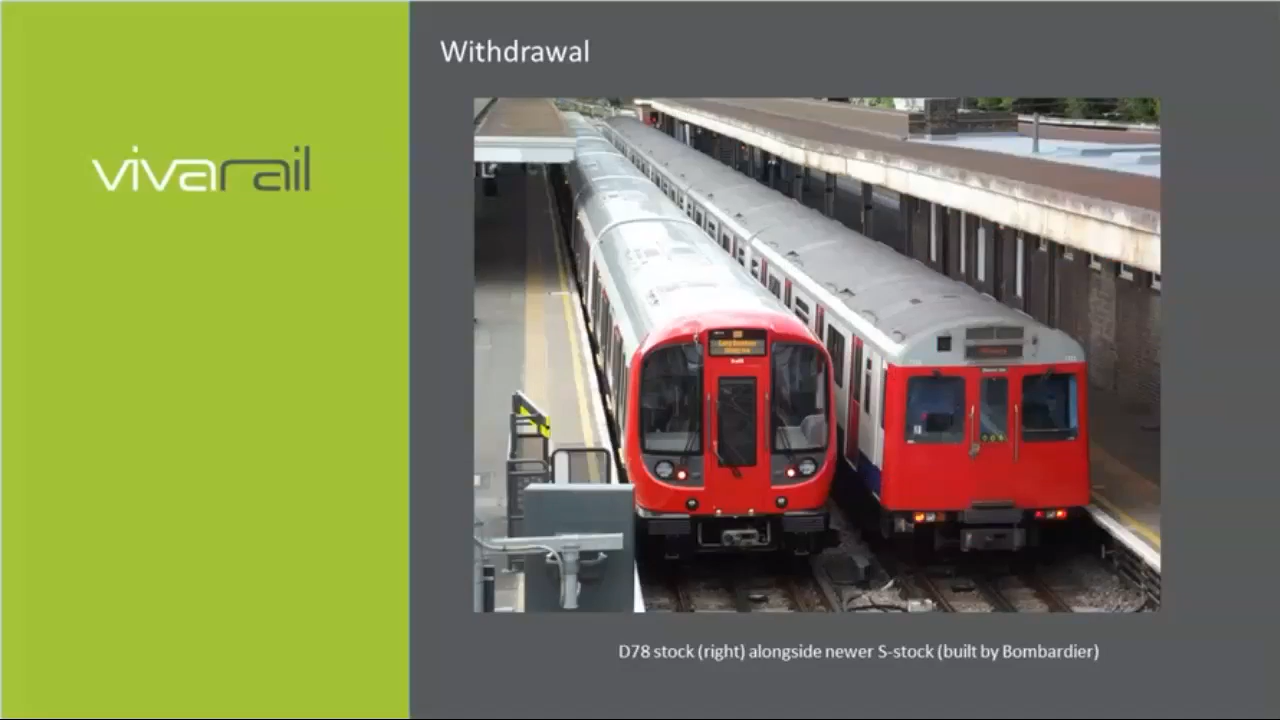 Withdrawal
vivarail
D78 stock (right) alongside newer S-stock (built by Bombardier)